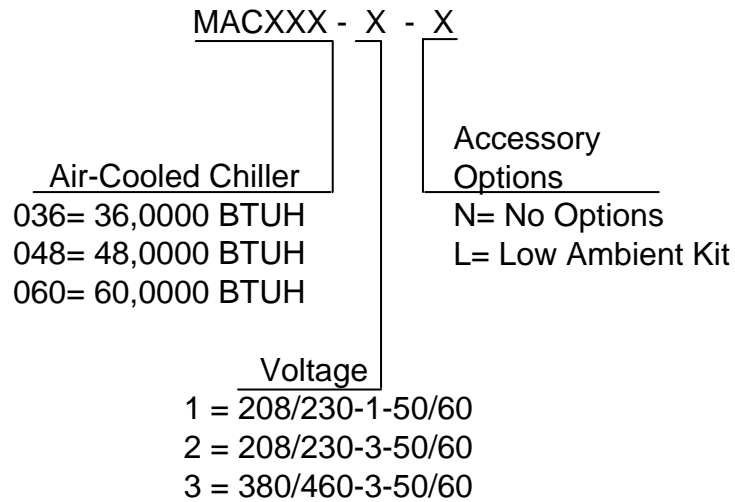 MACXXX - X - X
Air-Cooled Chiller
036= 36,0000 BTUH
048= 48,0000 BTUH
060= 60,0000 BTUH
Accessory
Options
N= No Options
L= Low Ambient Kit
Voltage
1 = 208/230-1-50/60
2 = 208/230-3-50/60
3 = 380/460-3-50/60